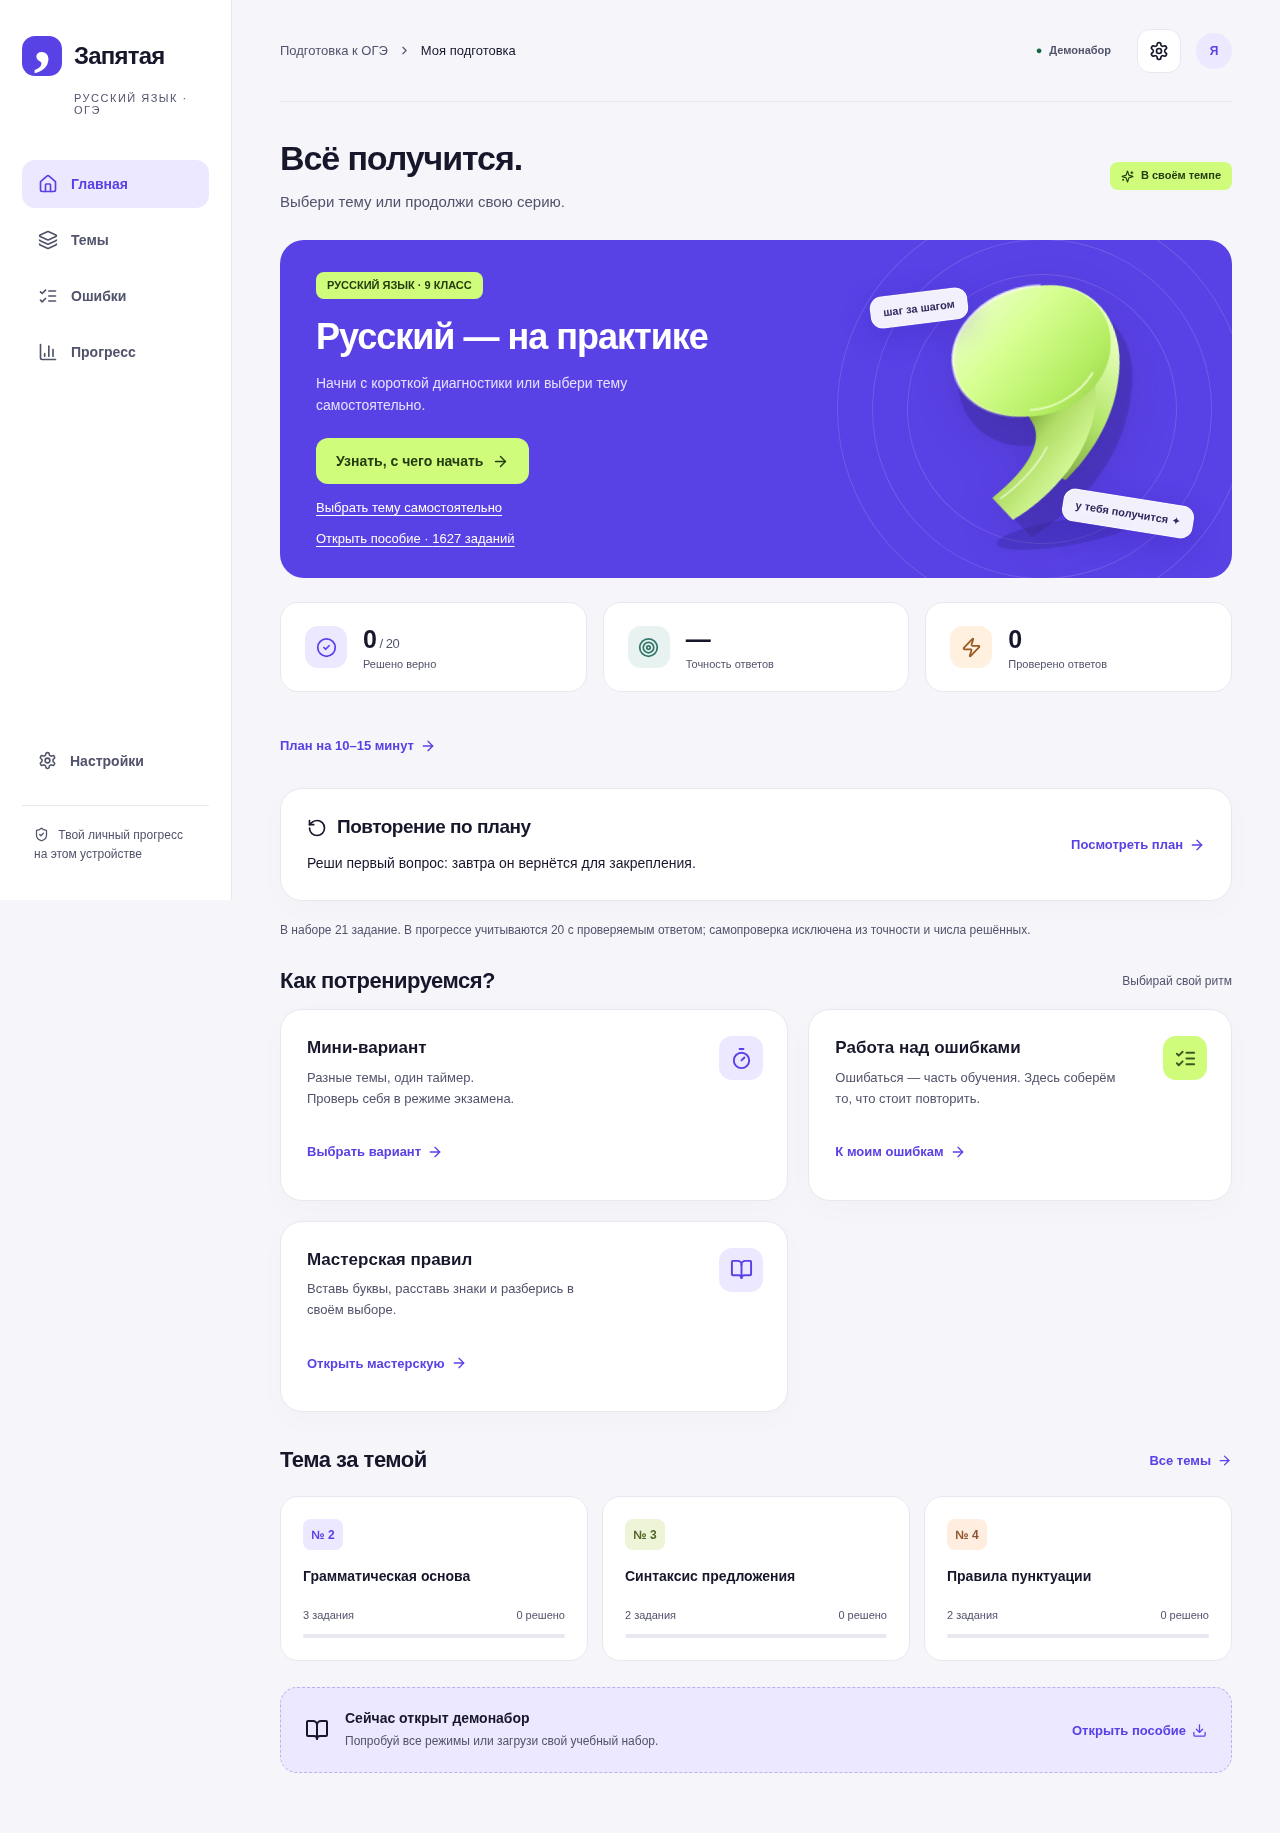 Запятая
РУССКИЙ ЯЗЫК ·
ОГЭ
Главная
Темы
Ошибки
Прогресс
Настройки
Твой личный прогресс
на этом устройстве
Подготовка к ОГЭ > Моя подготовка
• Демонабор
Я
Всё получится.
Выбери тему или продолжи свою серию.
В своём темпе
РУССКИЙ ЯЗЫК · 9 КЛАСС
Русский — на практике
Начни с короткой диагностики или выбери тему
самостоятельно.
Узнать, с чего начать →
Выбрать тему самостоятельно
Открыть пособие · 1627 заданий
шаг за шагом
у тебя получится ✦
0 / 20
Решено верно
—
Точность ответов
0
Проверено ответов
План на 10–15 минут →
Повторение по плану
Реши первый вопрос: завтра он вернётся для закрепления.
Посмотреть план →
В наборе 21 задание. В прогрессе учитываются 20 с проверяемым ответом; самопроверка исключена из точности и числа решённых.
Как потренируемся?
Выбирай свой ритм
Мини-вариант
Разные темы, один таймер.
Проверь себя в режиме экзамена.
Выбрать вариант →
Работа над ошибками
Ошибаться — часть обучения. Здесь соберём
то, что стоит повторить.
К моим ошибкам →
Мастерская правил
Вставь буквы, расставь знаки и разберись в
своём выборе.
Открыть мастерскую →
Тема за темой
Все темы →
№ 2
Грамматическая основа
3 задания
0 решено
№ 3
Синтаксис предложения
2 задания
0 решено
№ 4
Правила пунктуации
2 задания
0 решено
Сейчас открыт демонабор
Попробуй все режимы или загрузи свой учебный набор.
Открыть пособие